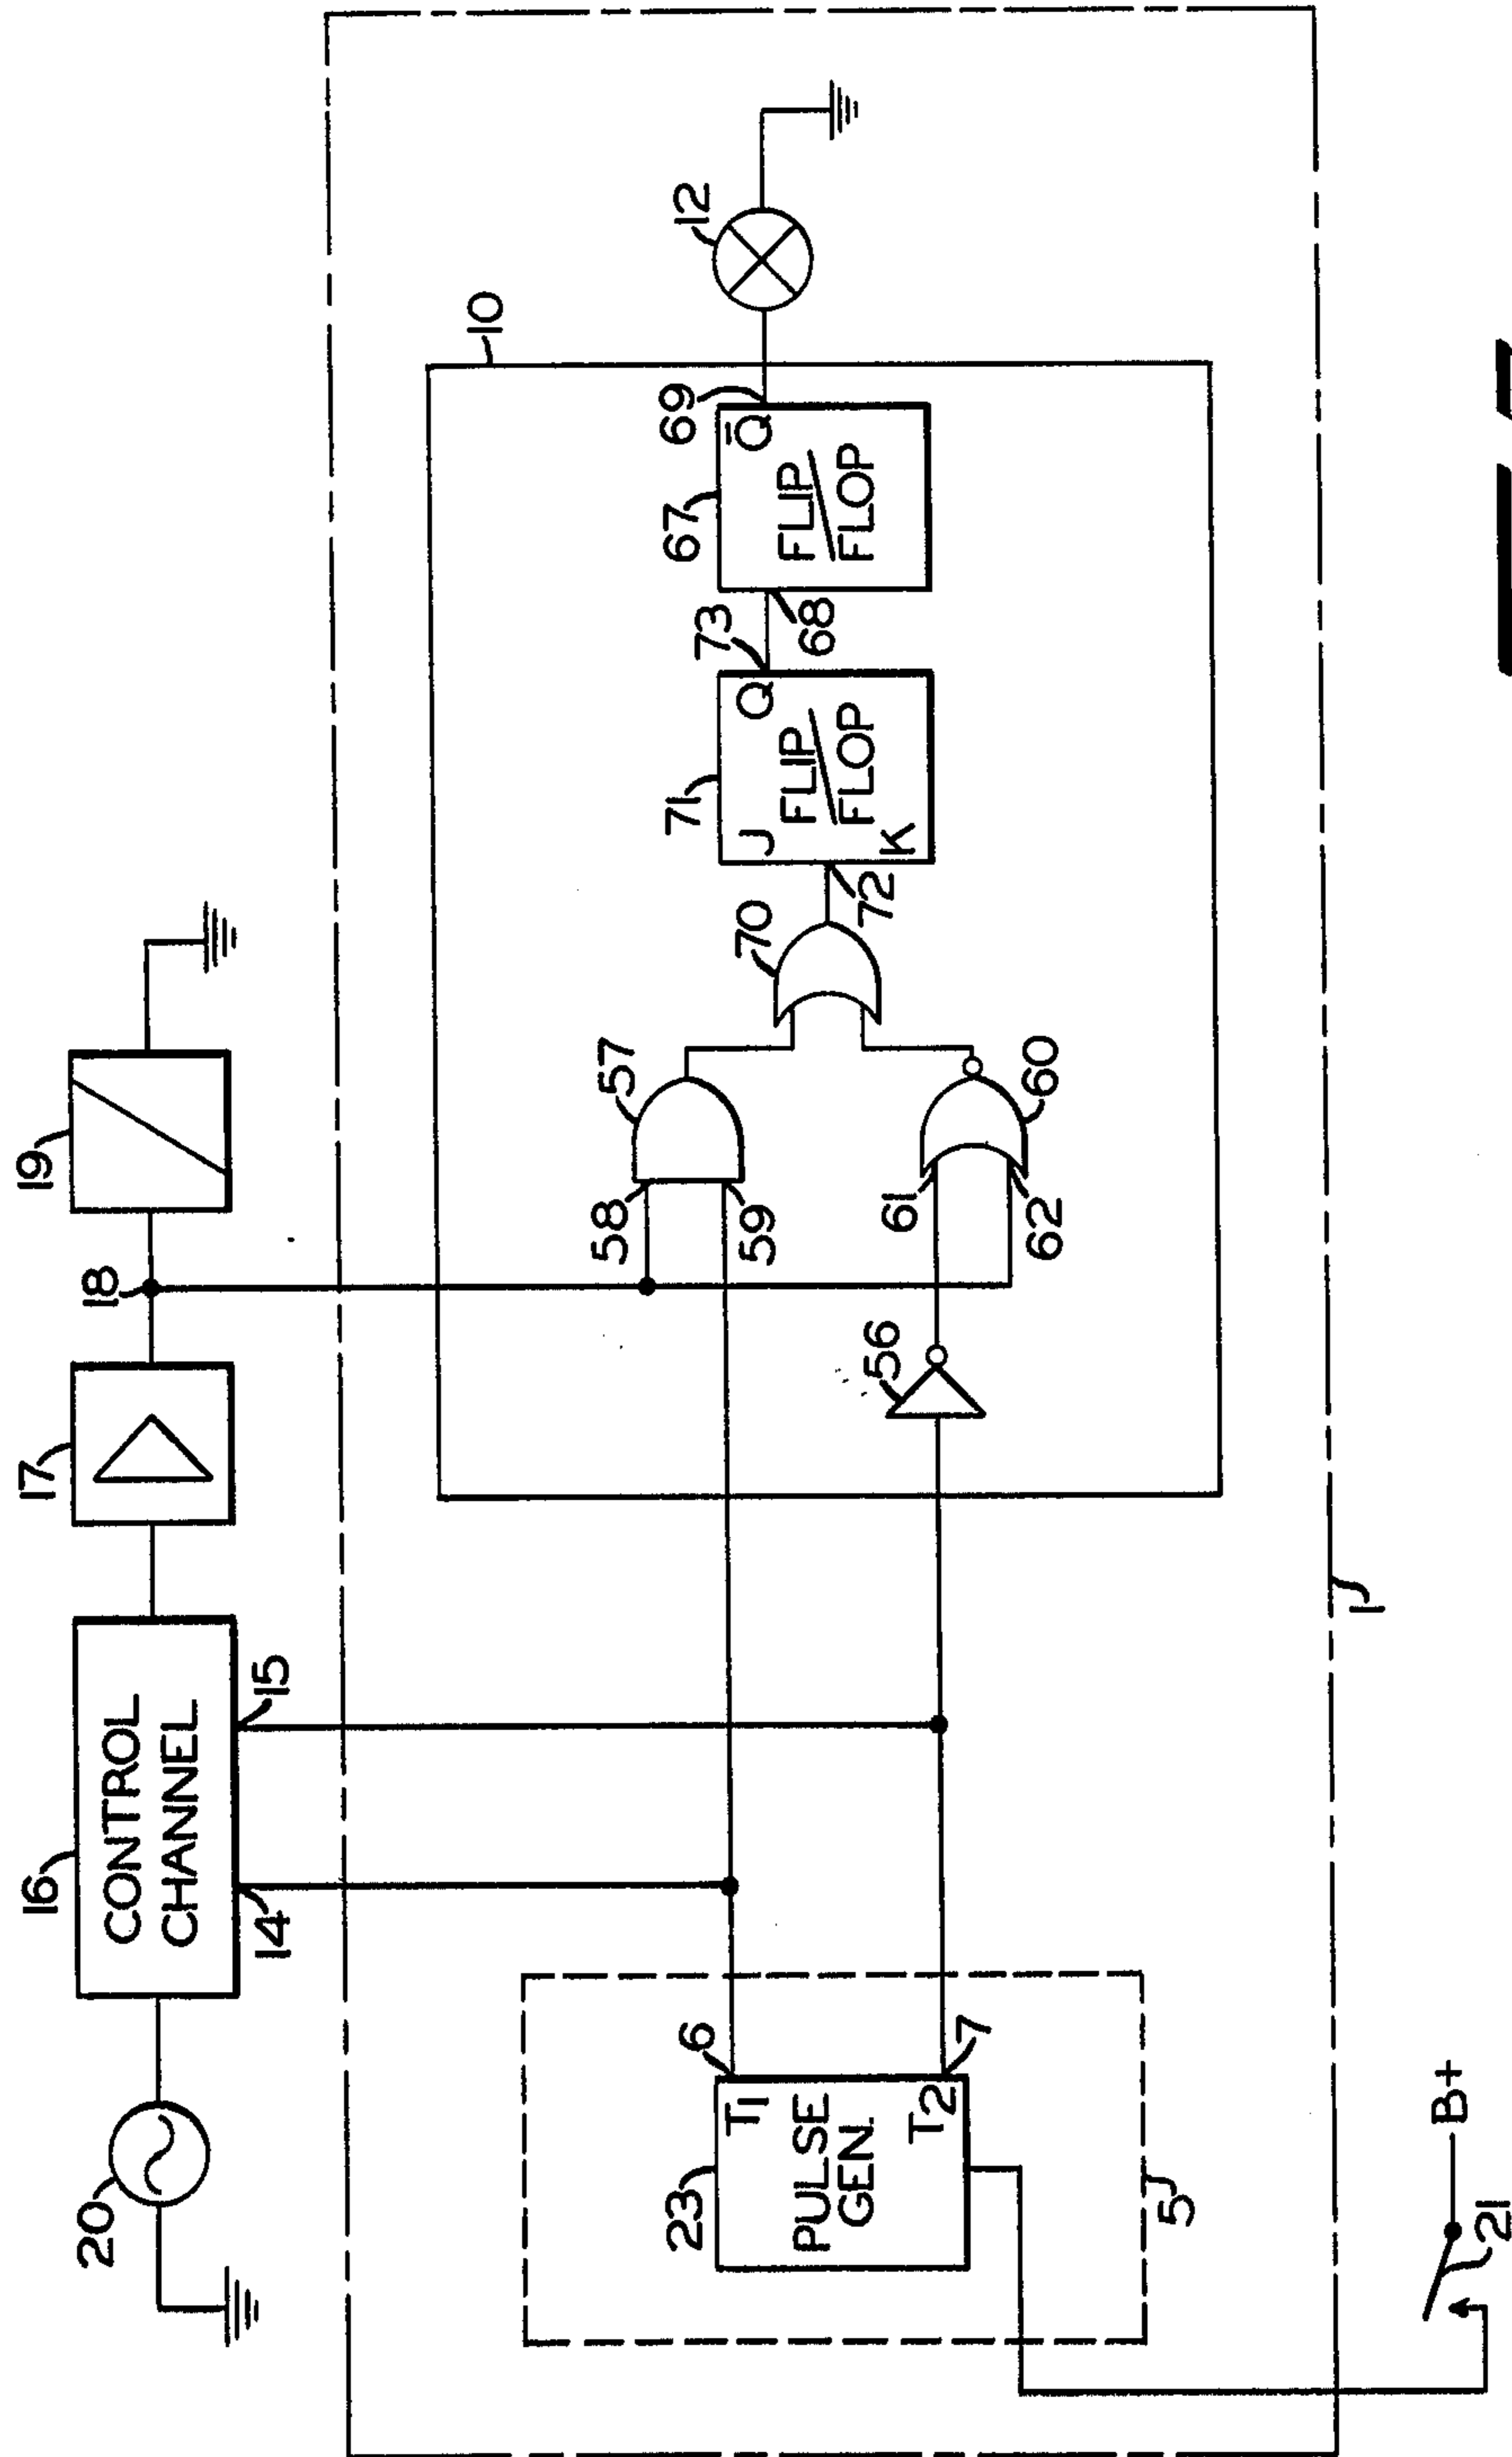 20
16
CONTROL
CHANNEL
14
15
17
18
19
5
23
T1
PULSE
GEN.
T2
6
7
10
56
57
58
59
60
61
62
70
71
J
K
Q
FLIP/
FLOP
72
73
67
68
Q̅
FLIP/
FLOP
69
12
1
21
B+